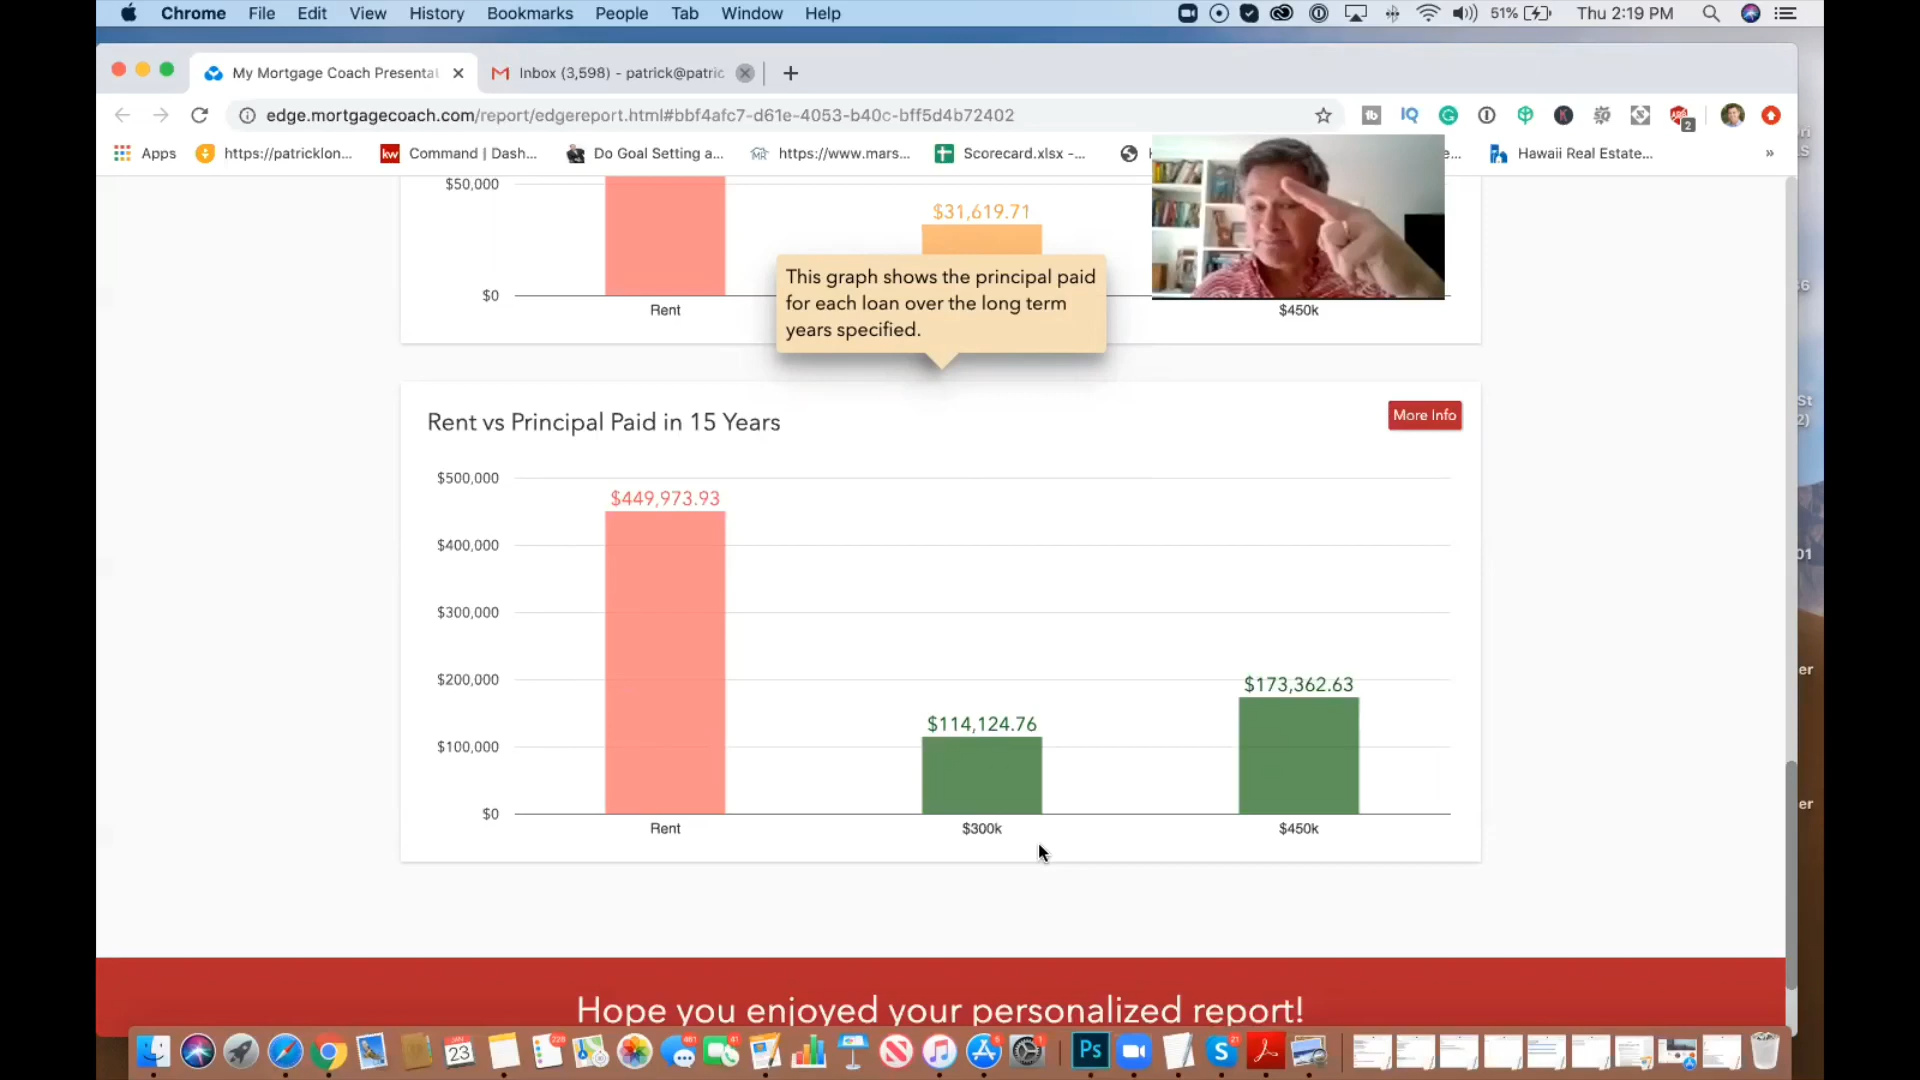 Chrome File Edit View History Bookmarks People Tab Window Help 51% Thu 2:19 PM
My Mortgage Coach Presentat Inbox (3,598) - patrick@patric
edge.mortgagecoach.com/report/edgereport.html#bbf4afc7-d61e-4053-b40c-bff5d4b72402
Apps https://patricklon... kw Command | Dash... Do Goal Setting a... https://www.mars... Scorecard.xlsx -... Hawaii Real Estate... »
$50,000
$31,619.71
$0
Rent
$450k
This graph shows the principal paid
for each loan over the long term
years specified.
Rent vs Principal Paid in 15 Years
More Info
$500,000
$449,973.93
$400,000
$300,000
$200,000
$173,362.63
$114,124.76
$100,000
$0
Rent
$300k
$450k
Hope you enjoyed your personalized report!